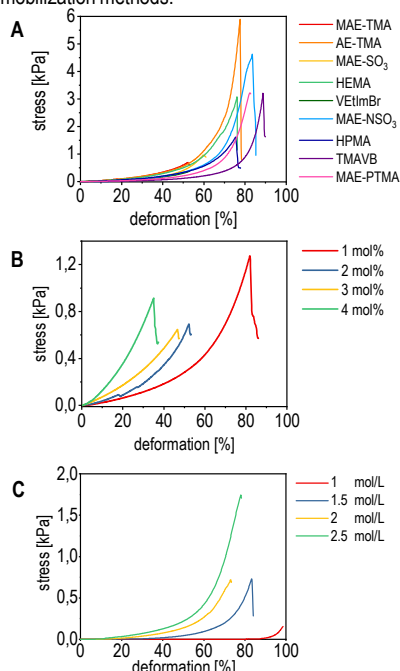 mobilization methods.
A
6
5
4
3
2
1
0
stress [kPa]
0 20 40 60 80 100
deformation [%]
MAE-TMA
AE-TMA
MAE-SO₃
HEMA
VEtImBr
MAE-NSO₃
HPMA
TMAVB
MAE-PTMA
B
1,2
0,8
0,4
0,0
stress [kPa]
0 20 40 60 80 100
deformation [%]
1 mol%
2 mol%
3 mol%
4 mol%
C
2,0
1,5
1,0
0,5
0,0
stress [kPa]
0 20 40 60 80 100
deformation [%]
1 mol/L
1.5 mol/L
2 mol/L
2.5 mol/L